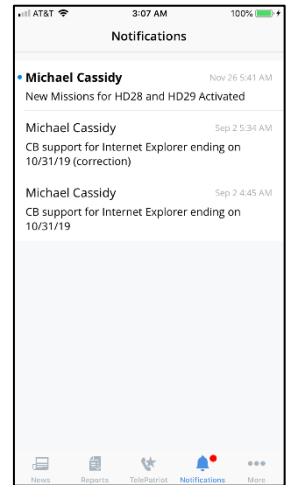 AT&T 3:07 AM 100%
Notifications
Michael Cassidy Nov 26 5:41 AM
New Missions for HD28 and HD29 Activated
Michael Cassidy Sep 2 5:34 AM
CB support for Internet Explorer ending on
10/31/19 (correction)
Michael Cassidy Sep 2 4:45 AM
CB support for Internet Explorer ending on
10/31/19
News Reports TelePatriot Notifications More